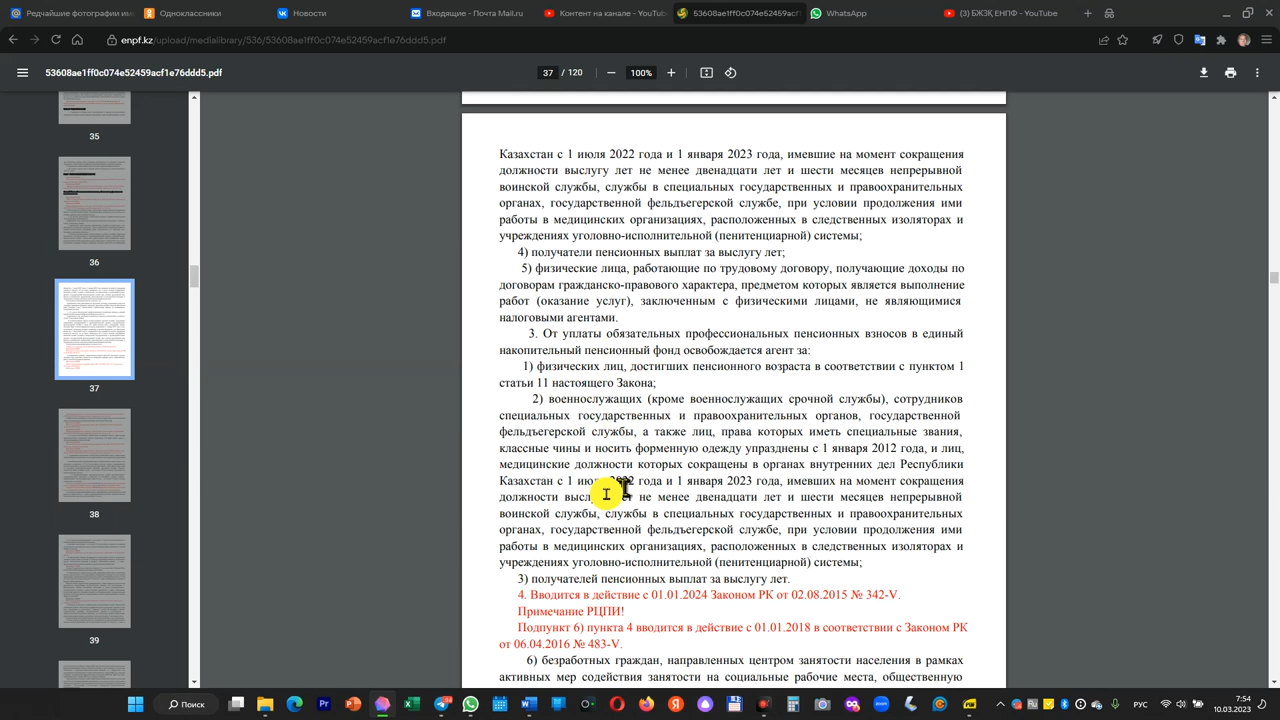 Рейчайшие фото и
Одноклассники
Новости
Входящие - Почта Mail.ru
Контент на канале - YouTub
53608ae1ff0c074e52459acf1
WhatsApp
(3) БЖЗҚ ЕНПФ - YouTube
enpf.kz/upload/medialibrary/536/53608ae1ff0c074e52459acf1e76ddd5.pdf
53608ae1ff0c074e52459acf1e76ddd5.pdf
37 / 120
100%
35
36
37
38
39
Казахстан с 1 июля 2022 года и 1 января 2023 года, имевшие на момент сокращения
должности выслугу лет не менее двенадцати лет и шести месяцев непрерывной
воинской службы, службы в специальных государственных и правоохранительных
органах, государственной фельдъегерской службе, при условии продолжения ими
работы в медицинских организациях, расположенных в следственных изоляторах и
учреждениях уголовно-исполнительной (пенитенциарной) системы;
4) получатели пенсионных выплат за выслугу лет;
5) физические лица, работающие по трудовому договору, получающие доходы по
договорам гражданско-правового характера, предметом которых является выполнение
работ (оказание услуг), заключенным с физическими лицами, не являющимися
налоговыми агентами.
3. От уплаты обязательных профессиональных пенсионных взносов в единый
накопительный пенсионный фонд освобождается агент за:
1) физических лиц, достигших пенсионного возраста в соответствии с пунктом 1
статьи 11 настоящего Закона;
2) военнослужащих (кроме военнослужащих срочной службы), сотрудников
специальных государственных и правоохранительных органов, государственной
фельдъегерской службы, а также лиц, права которых иметь специальные звания,
классные чины и носить форменную одежду упразднены с 1 января 2012 года, и лиц,
медицинские должности которых сокращены в органах внутренних дел Республики
Казахстан с 1 июля 2022 года и 1 января 2023 года, имевших на момент сокращения
должности выслугу не менее двенадцати лет и шести месяцев непрерывной
воинской службы, службы в специальных государственных и правоохранительных
органах, государственной фельдъегерской службе, при условии продолжения ими
работы в медицинских организациях, расположенных в следственных изоляторах и
учреждениях уголовно-исполнительной (пенитенциарной) системы;
3) получателей пенсионных выплат за выслугу лет.
4. Вводится в действие с 01.01.2024 Законом РК от 02.08.2015 № 342-V.
Примечание РЦПИ!
Подпункт 6) пункта 4 вводится в действие с 01.01.2018 в соответствии с Законом РК
от 06.04.2016 № 483-V.
6) безработных граждан, направленных центром занятости населения в рамках
активных мер содействия занятости на социальные рабочие места, общественную
Поиск
7:54
10.03.2023